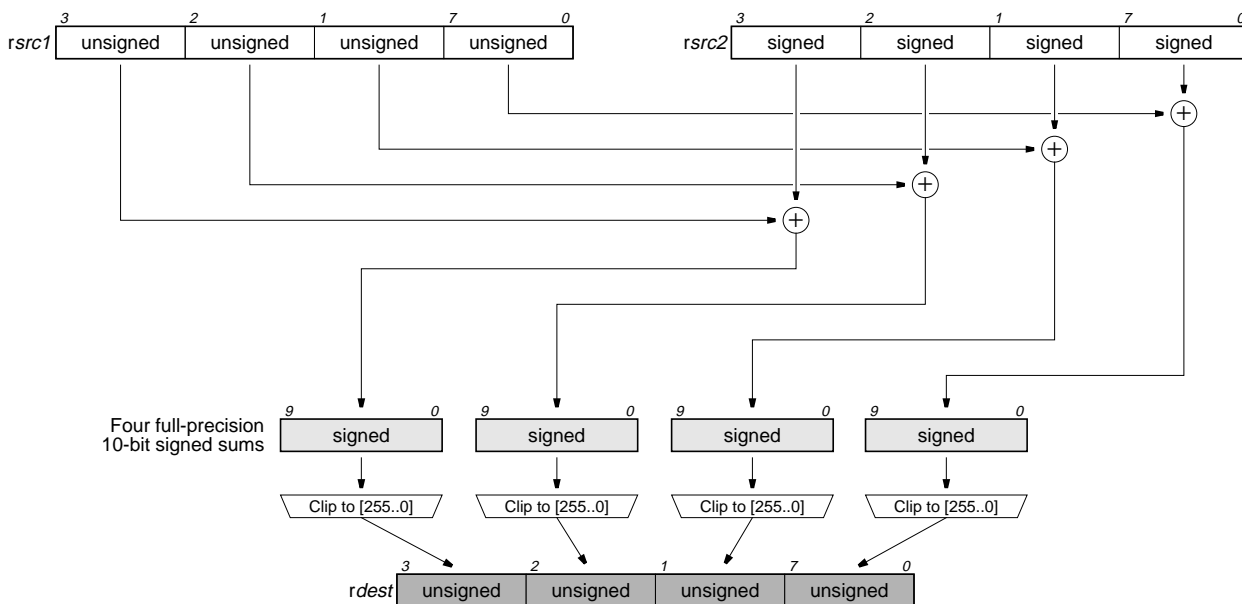 3 2 1 7 0 3 2 1 7 0
rsrc1 unsigned unsigned unsigned unsigned rsrc2 signed signed signed signed
+
+
+
+
9 0 9 0 9 0 9 0
Four full-precision
10-bit signed sums
signed signed signed signed
Clip to [255..0] Clip to [255..0] Clip to [255..0] Clip to [255..0]
3 2 1 7 0
rdest unsigned unsigned unsigned unsigned